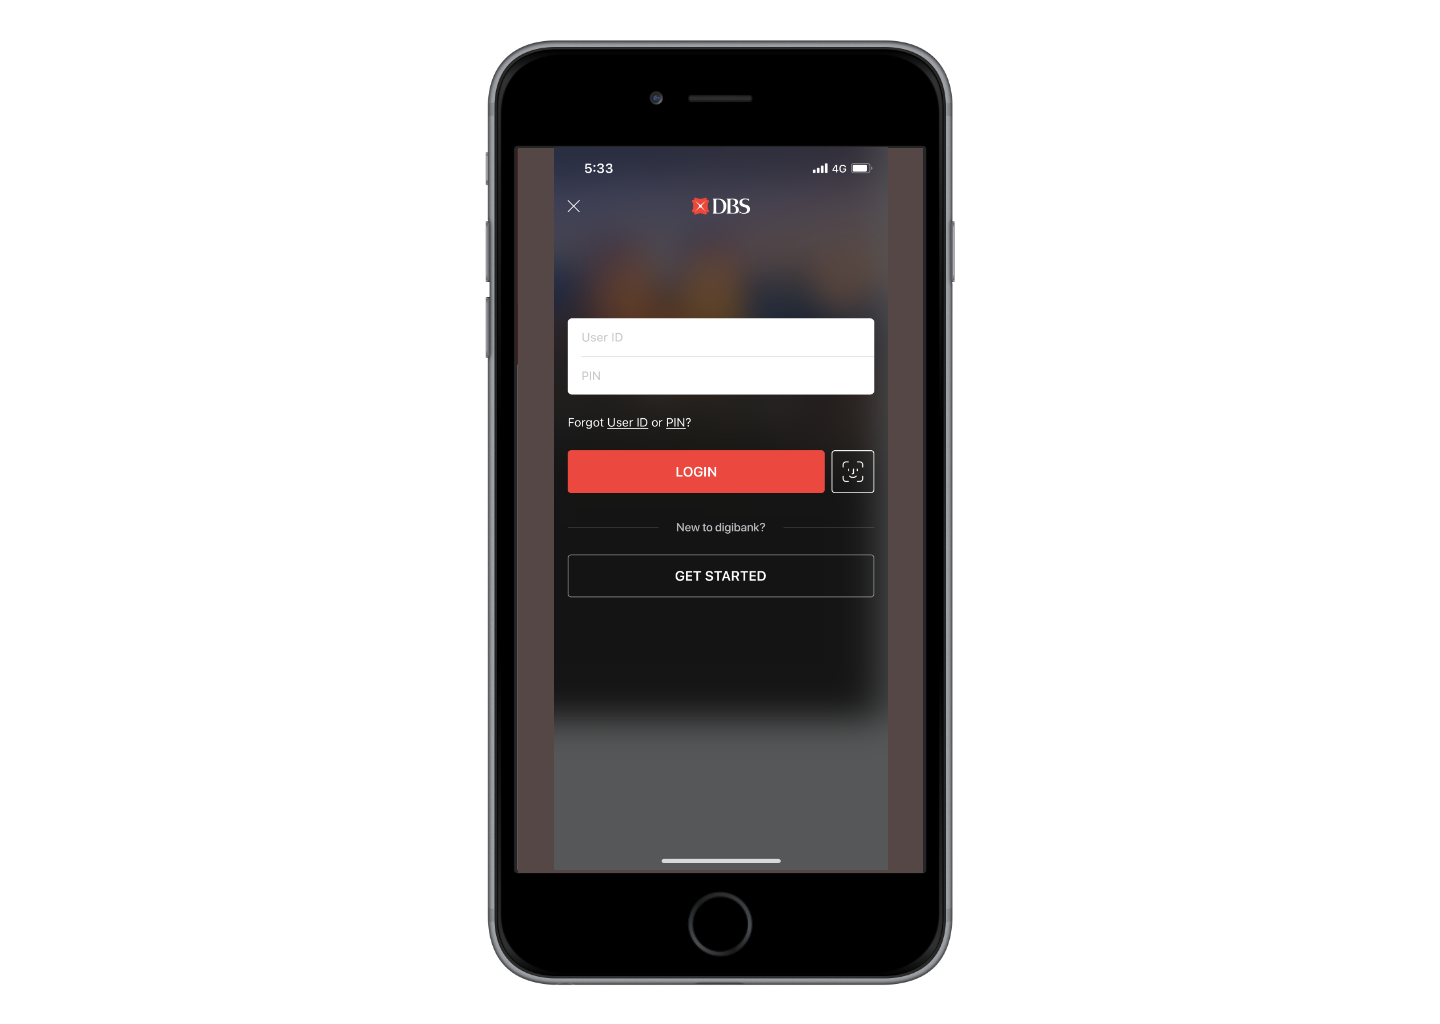 5:33 4G
DBS
User ID
PIN
Forgot User ID or PIN?
LOGIN
New to digibank?
GET STARTED